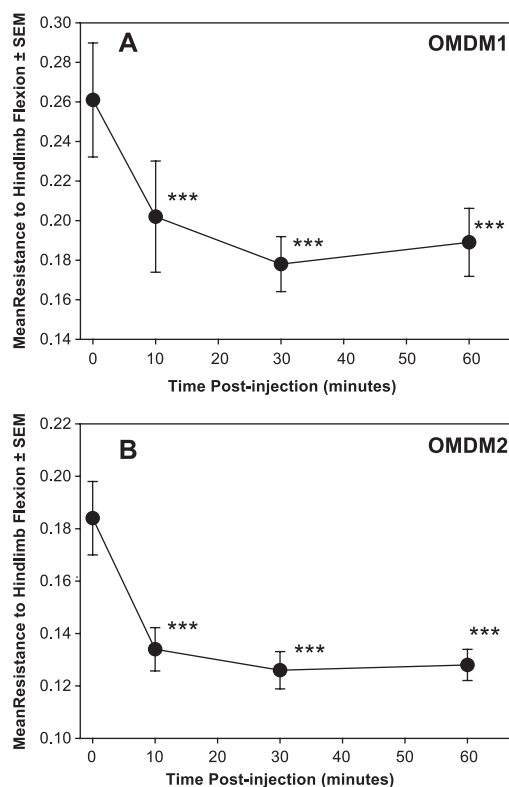 A
OMDM1
MeanResistance to Hindlimb Flexion ± SEM
0.30
0.28
0.26
0.24
0.22
0.20
0.18
0.16
0.14
***
***
***
0 10 20 30 40 50 60
Time Post-injection (minutes)
B
OMDM2
MeanResistance to Hindlimb Flexion ± SEM
0.22
0.20
0.18
0.16
0.14
0.12
0.10
***
***
***
0 10 20 30 40 50 60
Time Post-injection (minutes)